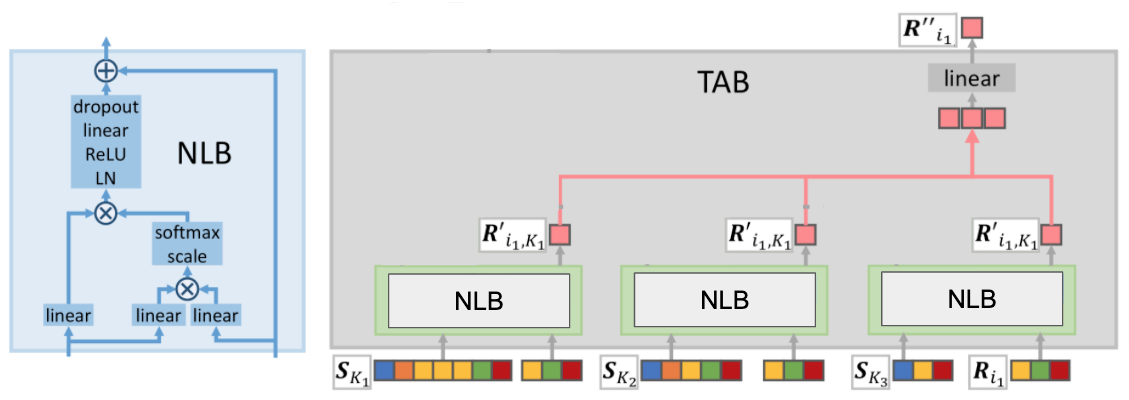 dropout
linear
ReLU
LN
NLB
softmax
scale
linear
linear
linear
TAB
R''i1
linear
R'i1,K1
R'i1,K1
R'i1,K1
NLB
NLB
NLB
SK1
SK2
SK3
Ri1